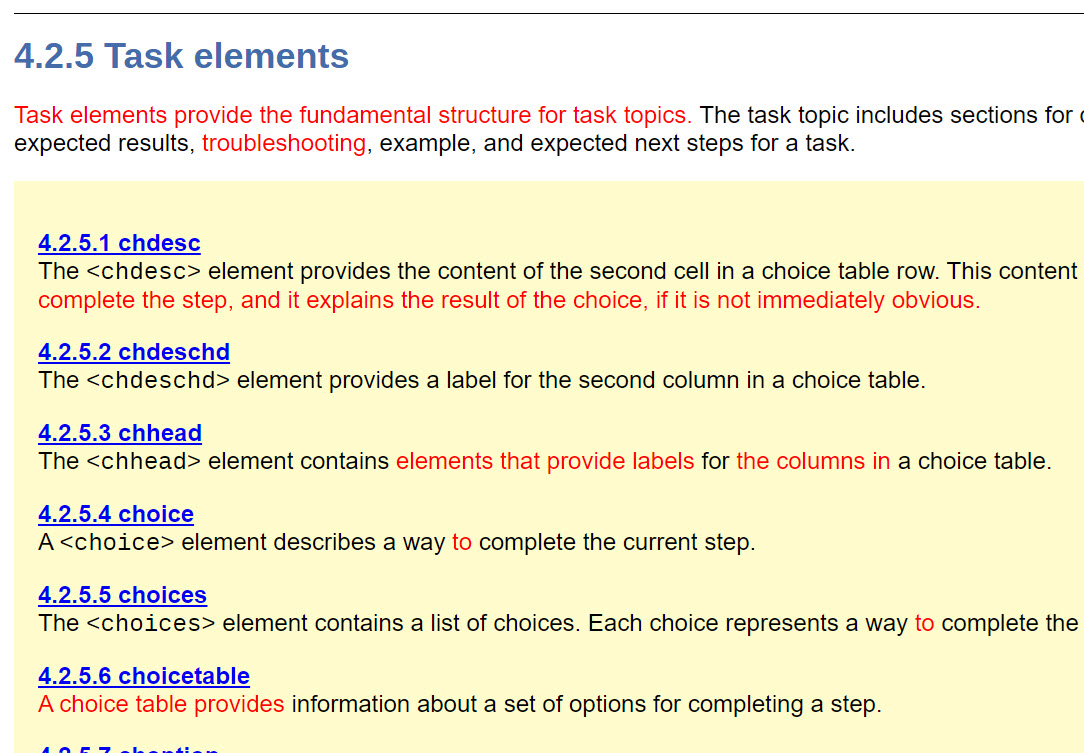 4.2.5 Task elements
Task elements provide the fundamental structure for task topics. The task topic includes sections for
expected results, troubleshooting, example, and expected next steps for a task.
4.2.5.1 chdesc
The <chdesc> element provides the content of the second cell in a choice table row. This content
complete the step, and it explains the result of the choice, if it is not immediately obvious.
4.2.5.2 chdeschd
The <chdeschd> element provides a label for the second column in a choice table.
4.2.5.3 chhead
The <chhead> element contains elements that provide labels for the columns in a choice table.
4.2.5.4 choice
A <choice> element describes a way to complete the current step.
4.2.5.5 choices
The <choices> element contains a list of choices. Each choice represents a way to complete the
4.2.5.6 choicetable
A choice table provides information about a set of options for completing a step.